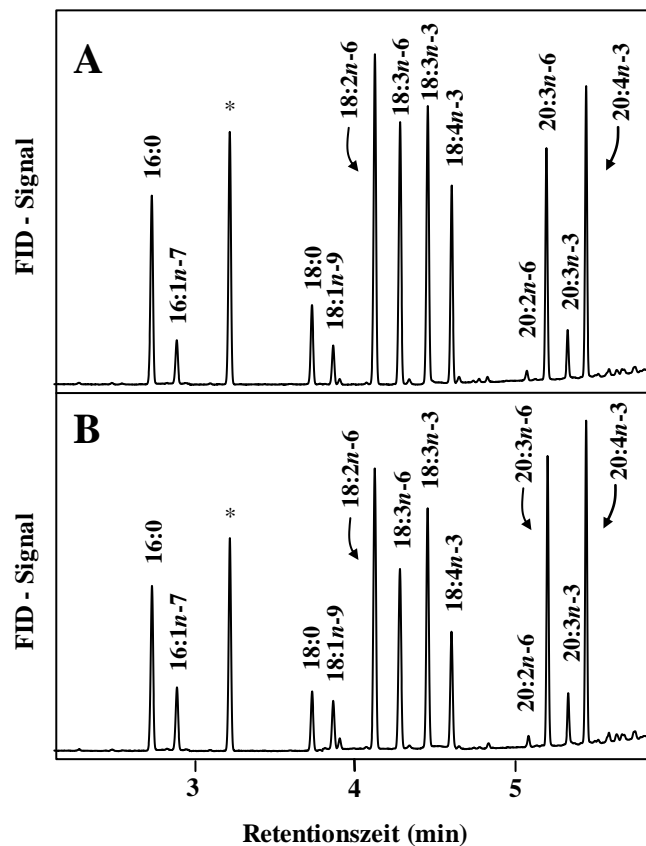 A
FID - Signal
16:0
16:1n-7
*
18:0
18:1n-9
18:2n-6
18:3n-6
18:3n-3
18:4n-3
20:2n-6
20:3n-6
20:3n-3
20:4n-3
B
FID - Signal
16:0
16:1n-7
*
18:0
18:1n-9
18:2n-6
18:3n-6
18:3n-3
18:4n-3
20:2n-6
20:3n-6
20:3n-3
20:4n-3
3
4
5
Retentionszeit (min)